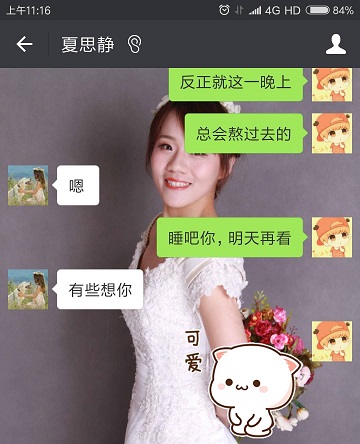 上午11:16
4G HD
84%
夏思静
反正就这一晚上
总会熬过去的
嗯
睡吧你，明天再看
有些想你
可爱